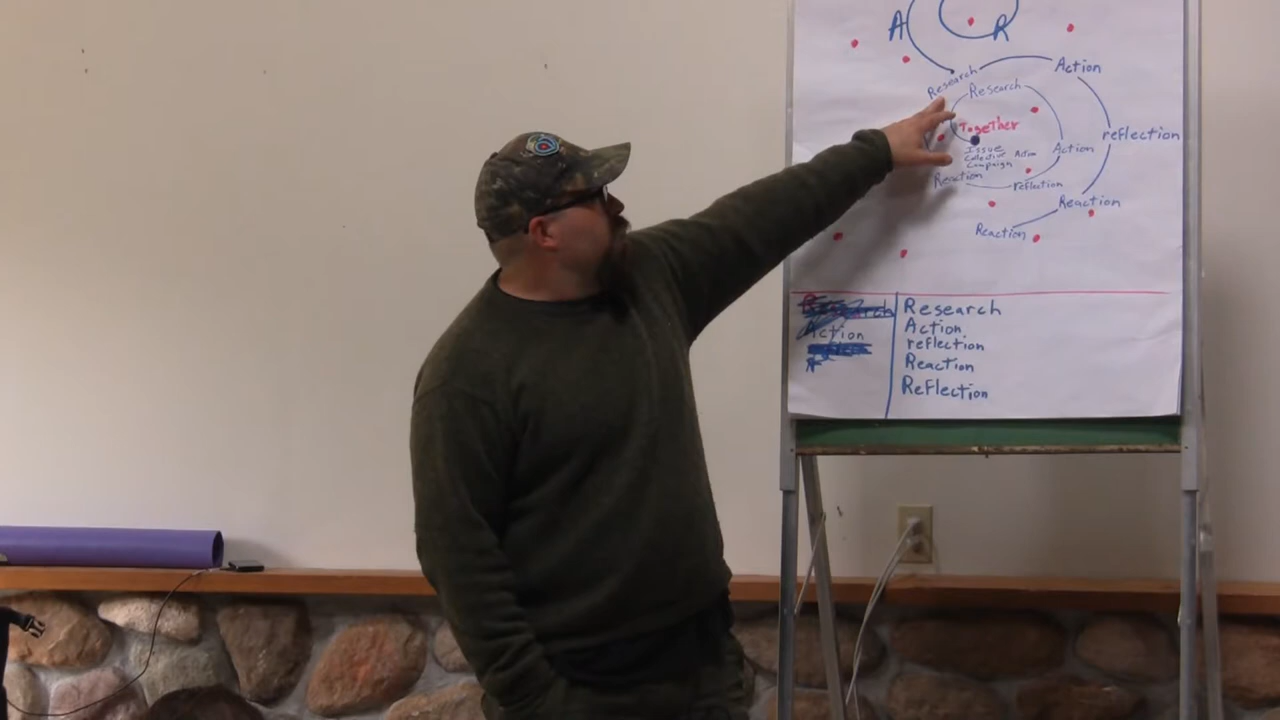 A
R
Research
Action
Research
Together
reflection
Issue
Collective Action
Campaign
Action
Reaction
reflection
Reaction
Reaction
Research
Action
Action
reflection
Reaction
Reflection